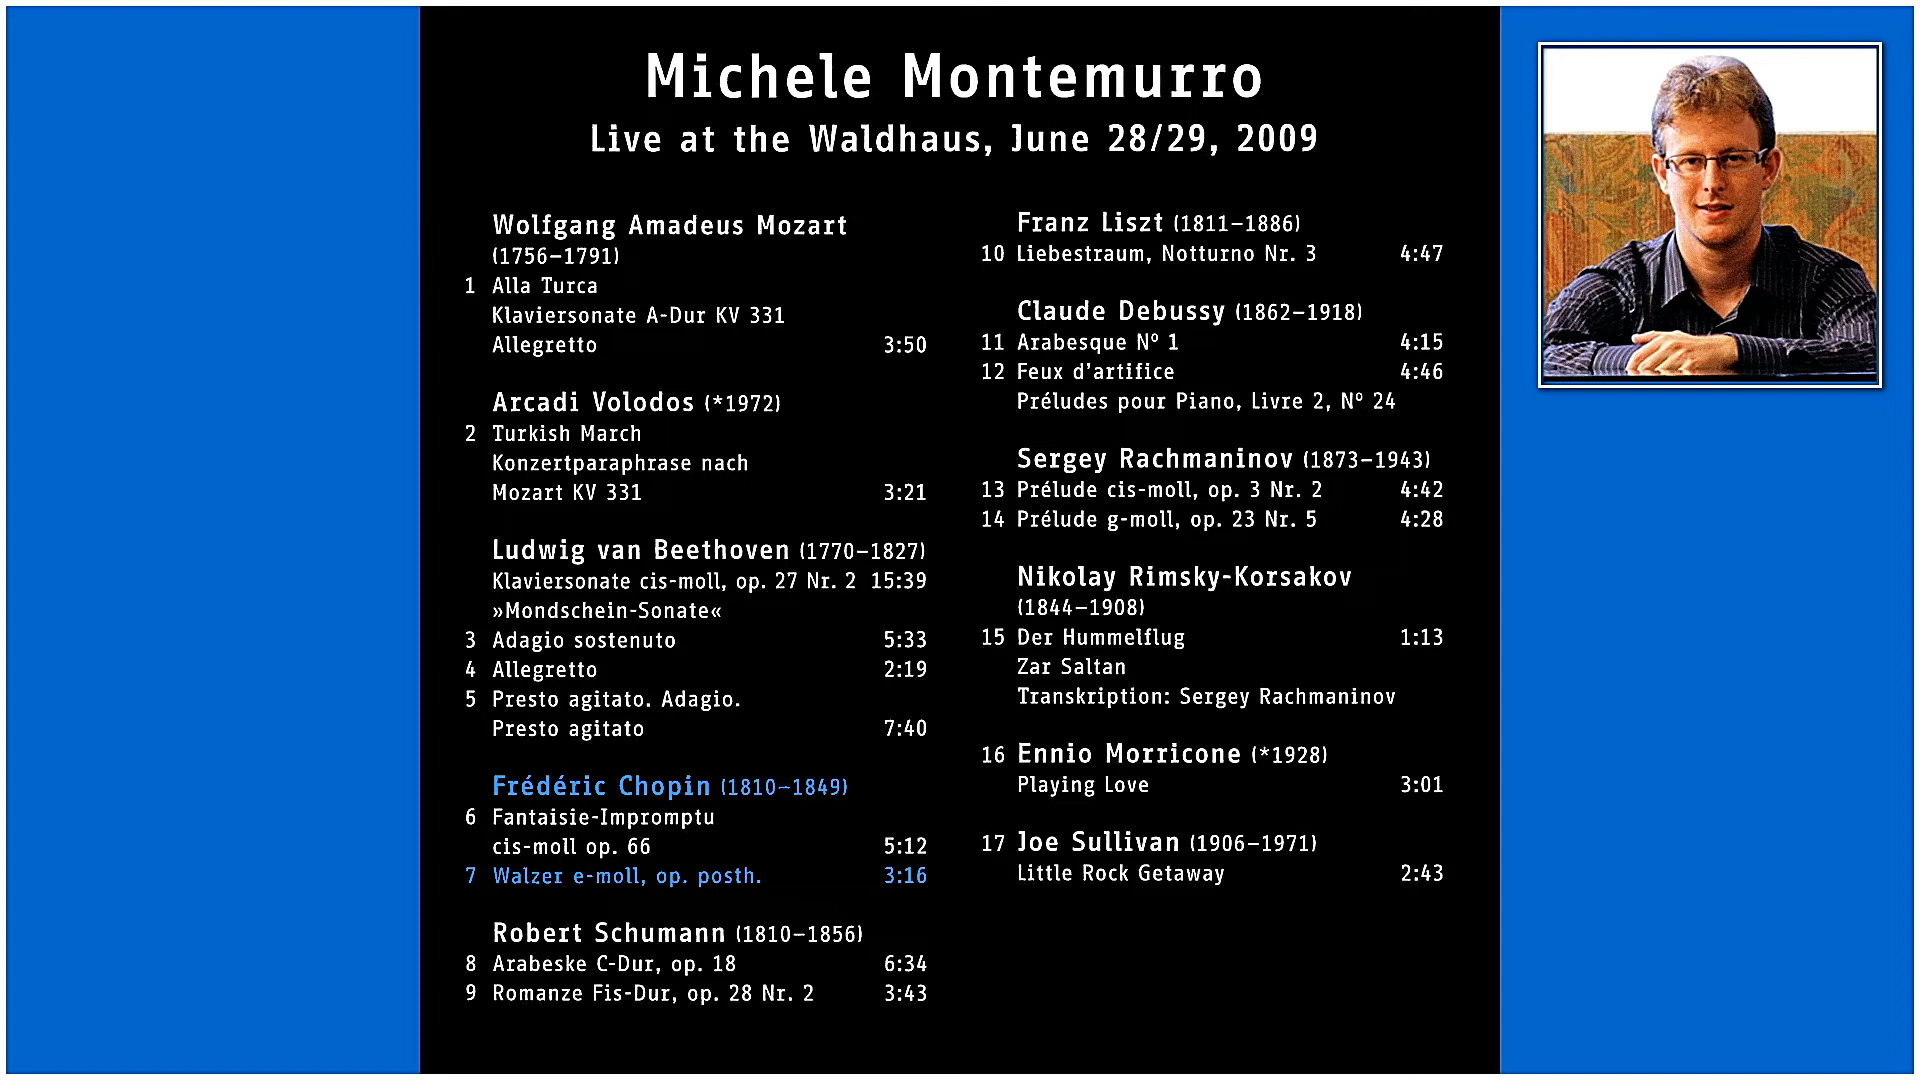 Michele Montemurro
Live at the Waldhaus, June 28/29, 2009
Wolfgang Amadeus Mozart
(1756–1791)
1 Alla Turca
Klaviersonate A-Dur KV 331
Allegretto 3:50
Arcadi Volodos (*1972)
2 Turkish March
Konzertparaphrase nach
Mozart KV 331 3:21
Ludwig van Beethoven (1770–1827)
Klaviersonate cis-moll, op. 27 Nr. 2 15:39
»Mondschein-Sonate«
3 Adagio sostenuto 5:33
4 Allegretto 2:19
5 Presto agitato. Adagio.
Presto agitato 7:40
Frédéric Chopin (1810–1849)
6 Fantaisie-Impromptu
cis-moll op. 66 5:12
7 Walzer e-moll, op. posth. 3:16
Robert Schumann (1810–1856)
8 Arabeske C-Dur, op. 18 6:34
9 Romanze Fis-Dur, op. 28 Nr. 2 3:43
Franz Liszt (1811–1886)
10 Liebestraum, Notturno Nr. 3 4:47
Claude Debussy (1862–1918)
11 Arabesque Nº 1 4:15
12 Feux d’artifice 4:46
Préludes pour Piano, Livre 2, Nº 24
Sergey Rachmaninov (1873–1943)
13 Prélude cis-moll, op. 3 Nr. 2 4:42
14 Prélude g-moll, op. 23 Nr. 5 4:28
Nikolay Rimsky-Korsakov
(1844–1908)
15 Der Hummelflug 1:13
Zar Saltan
Transkription: Sergey Rachmaninov
16 Ennio Morricone (*1928)
Playing Love 3:01
17 Joe Sullivan (1906–1971)
Little Rock Getaway 2:43